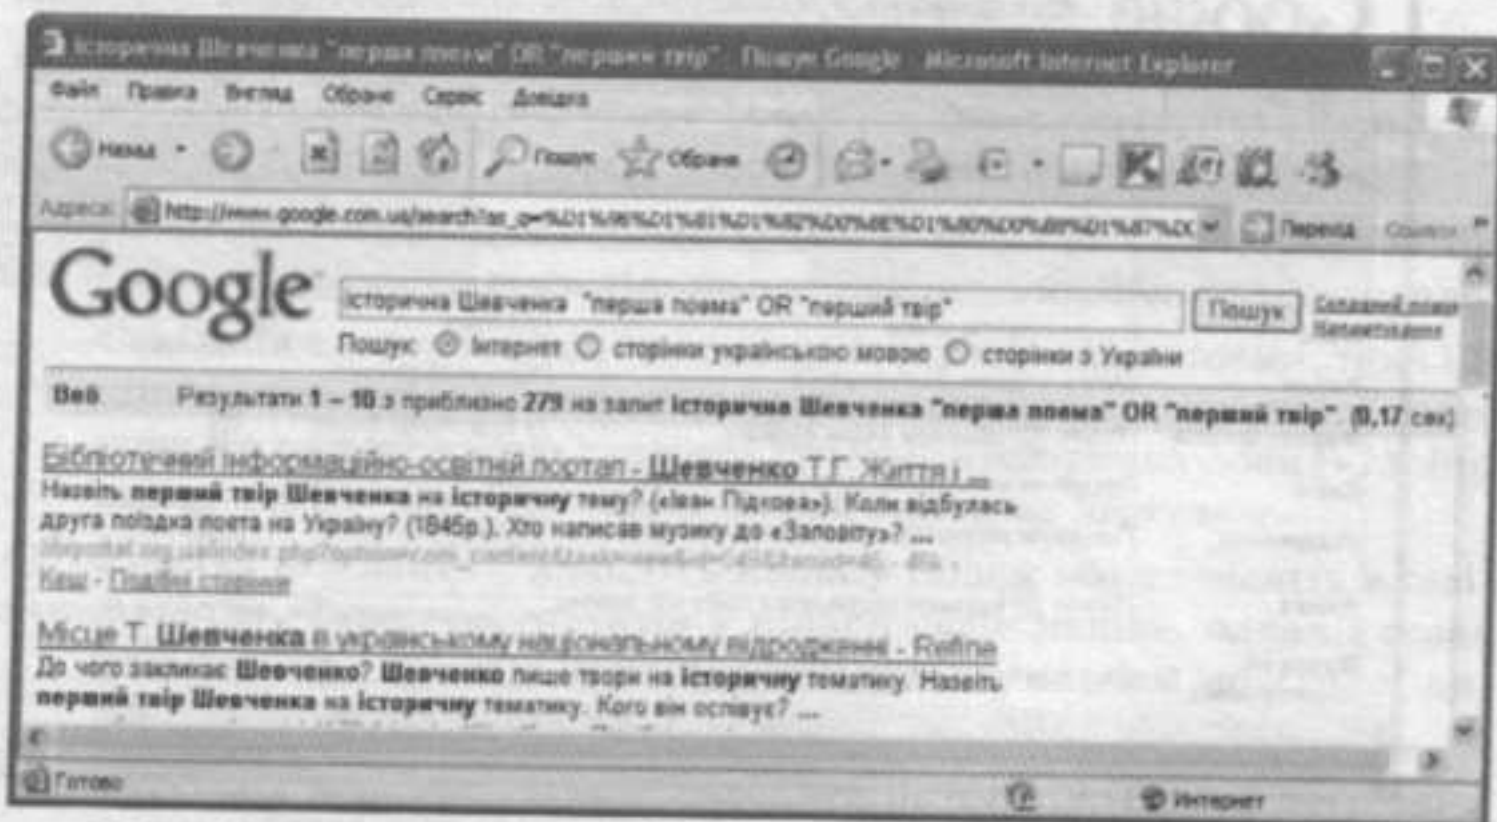 історична Шевченка "перша поема" OR "перший твір" - Пошук Google - Microsoft Internet Explorer
Файл Правка Вигляд Обране Сервіс Довідка
Назад Пошук Обране
Адреса: http://www.google.com.ua/search?as_q=%D1%96%D1%81%D1%82%D0%BE%D1%80%D0%B8%D1%87%DC Перехід
Google
історична Шевченка "перша поема" OR "перший твір"
Пошук
Пошук: Інтернет сторінки українською мовою сторінки з України
Веб Результати 1 – 10 з приблизно 279 на запит історична Шевченка "перша поема" OR "перший твір". (0,17 сек)
Бібліотечний інформаційно-освітній портал - Шевченко Т.Г. Життя і ...
Назвіть перший твір Шевченка на історичну тему? («Іван Підкова»). Коли відбулась
друга поїздка поета на Україну? (1845р.). Хто написав музику до «Заповіту»? ...
Кеш - Подібні сторінки
Місце Т. Шевченка в українському національному відродженні - Refine
До чого закликає Шевченко? Шевченко пише твори на історичну тематику. Назвіть
перший твір Шевченка на історичну тематику. Кого він оспівує? ...
Готово
Интернет